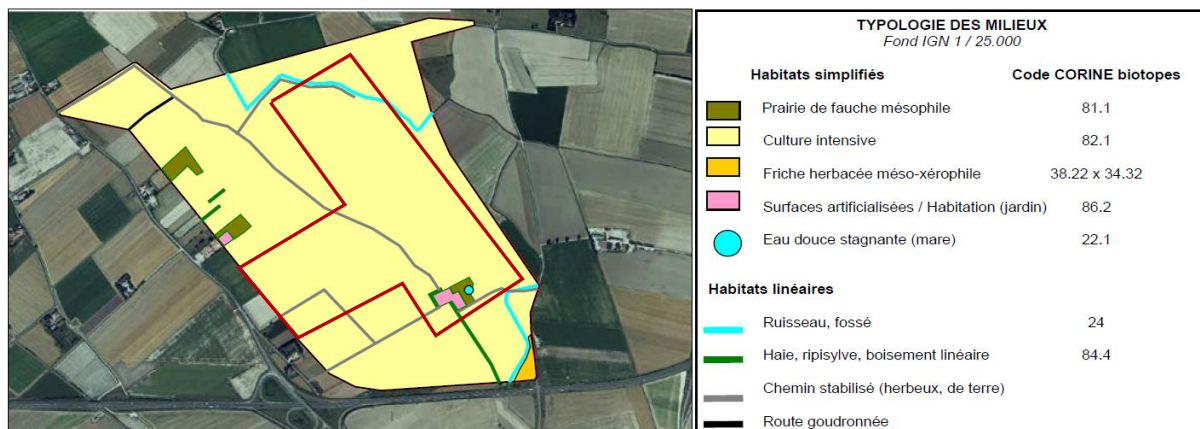 TYPOLOGIE DES MILIEUX
Fond IGN 1 / 25.000
Habitats simplifiés Code CORINE biotopes
Prairie de fauche mésophile 81.1
Culture intensive 82.1
Friche herbacée méso-xérophile 38.22 x 34.32
Surfaces artificialisées / Habitation (jardin) 86.2
Eau douce stagnante (mare) 22.1
Habitats linéaires
Ruisseau, fossé 24
Haie, ripisylve, boisement linéaire 84.4
Chemin stabilisé (herbeux, de terre)
Route goudronnée